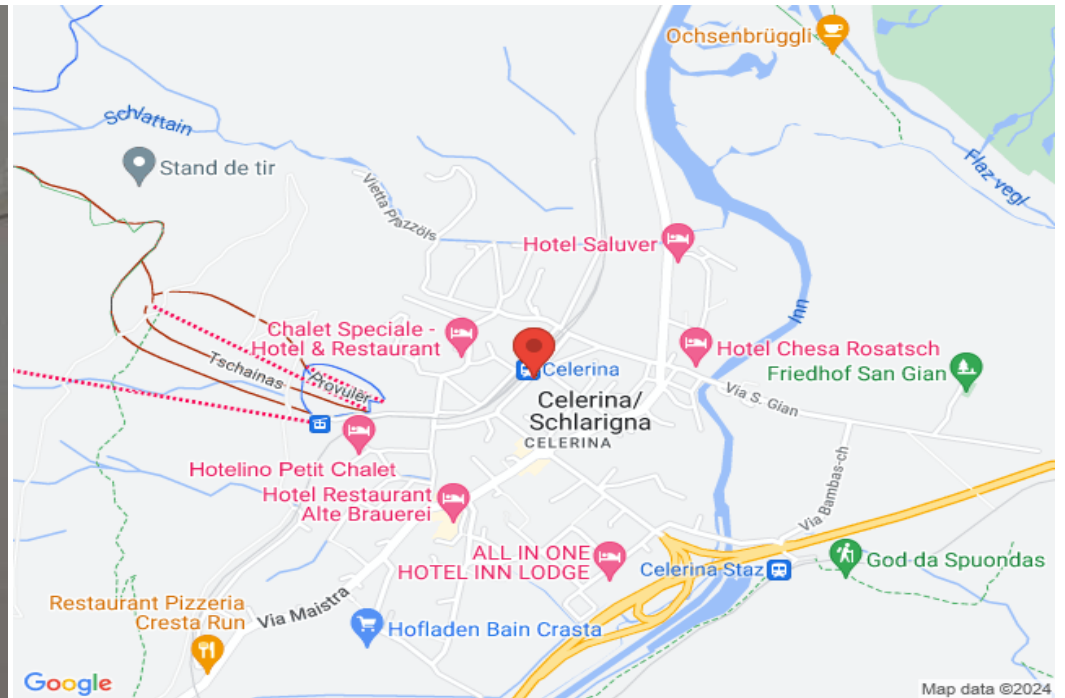 Ochsenbrüggli
Schlattain
Stand de tir
Flaz vegl
Vietta Prazzöls
Hotel Saluver
Inn
Chalet Speciale -
Hotel & Restaurant
Hotel Chesa Rosatsch
Celerina
Friedhof San Gian
Tschainas
Provulèr
Via S. Gian
Celerina/
Schlarigna
CELERINA
Hotelino Petit Chalet
Hotel Restaurant
Alte Brauerei
Via Bambas-ch
ALL IN ONE
HOTEL INN LODGE
Celerina Staz
God da Spuondas
Restaurant Pizzeria
Cresta Run
Via Maistra
Hofladen Bain Crasta
Google
Map data ©2024